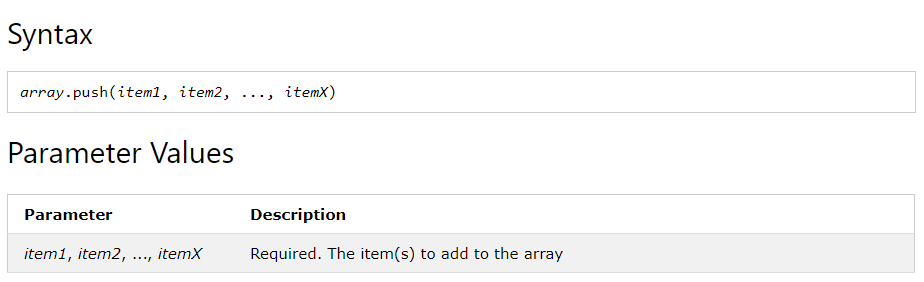 Syntax
array.push(item1, item2, ..., itemX)
Parameter Values
Parameter Description
item1, item2, ..., itemX Required. The item(s) to add to the array